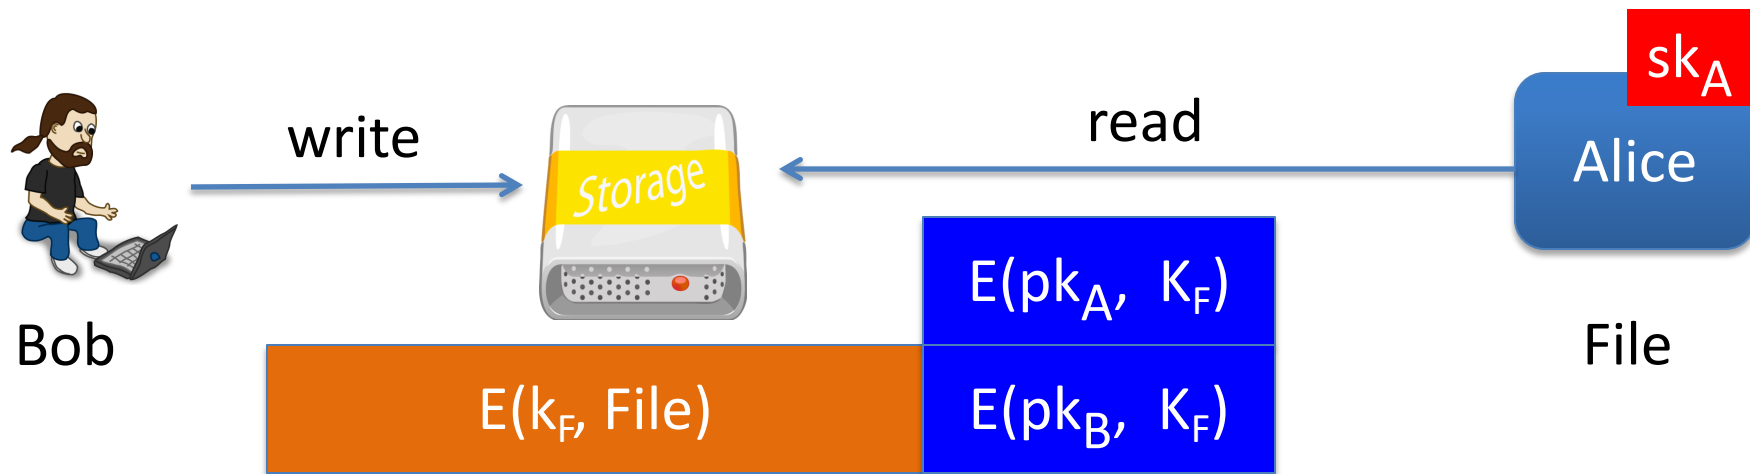 sk_A
write
read
Storage
Alice
E(pk_A, K_F)
Bob
File
E(k_F, File)
E(pk_B, K_F)